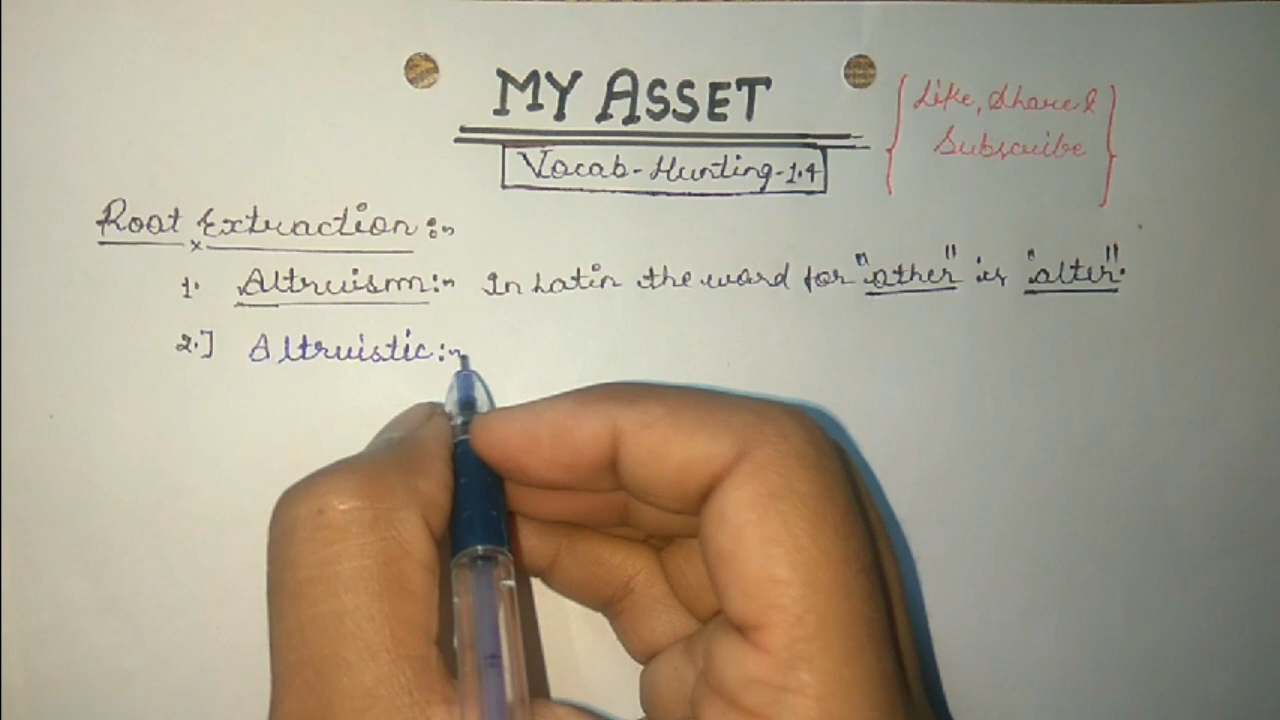 MY ASSET
{ Like, Share &
Subscribe }
Vocab-Hunting-1.4
Root Extraction:-
1. Altruism:- In Latin the word for "other" is "alter".
2.] Altruistic:-